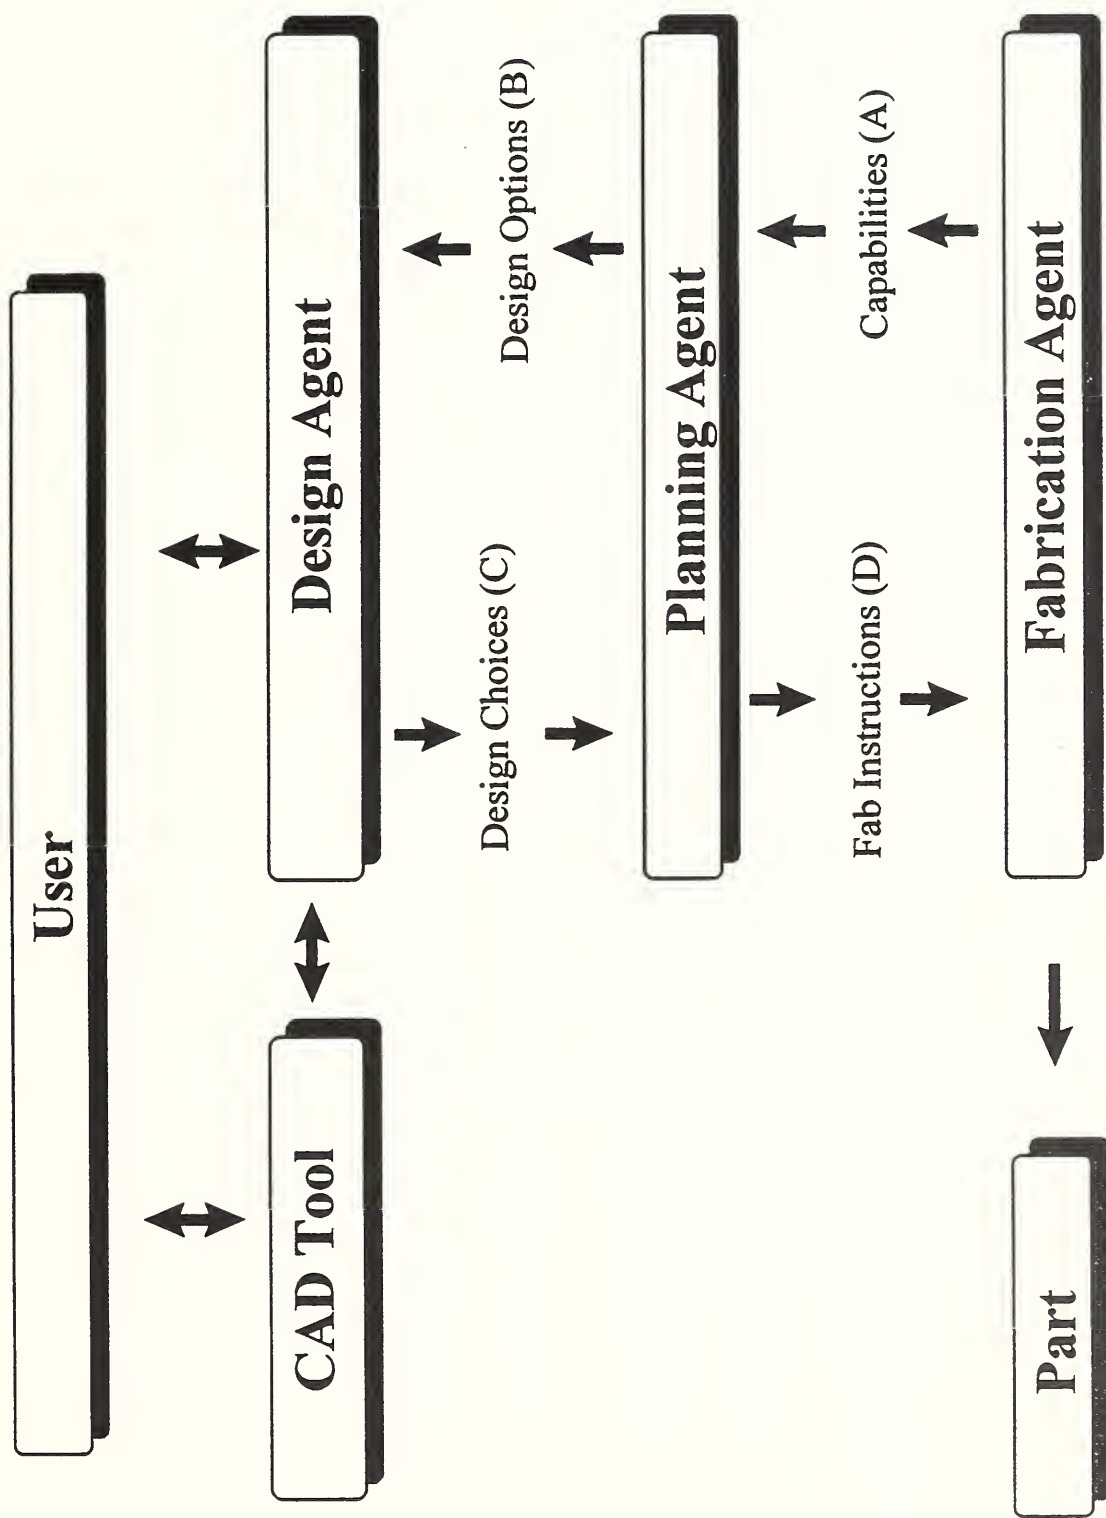 User
CAD Tool
Design Agent
Design Choices (C)
Design Options (B)
Planning Agent
Fab Instructions (D)
Capabilities (A)
Part
Fabrication Agent